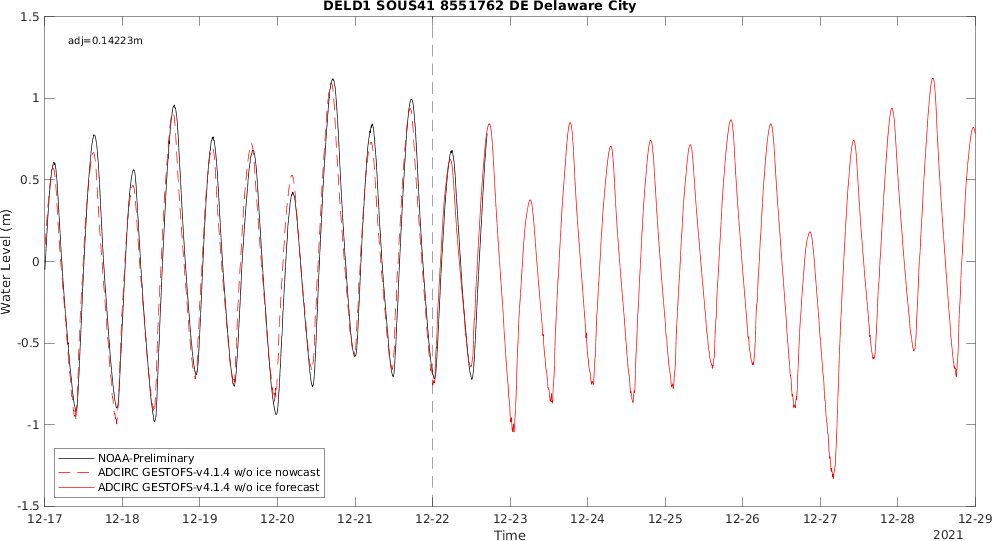 DELD1 SOUS41 8551762 DE Delaware City
adj=0.14223m
Water Level (m)
1.5
1
0.5
0
-0.5
-1
-1.5
NOAA-Preliminary
ADCIRC GESTOFS-v4.1.4 w/o ice nowcast
ADCIRC GESTOFS-v4.1.4 w/o ice forecast
12-17 12-18 12-19 12-20 12-21 12-22 12-23 12-24 12-25 12-26 12-27 12-28 12-29
Time
2021